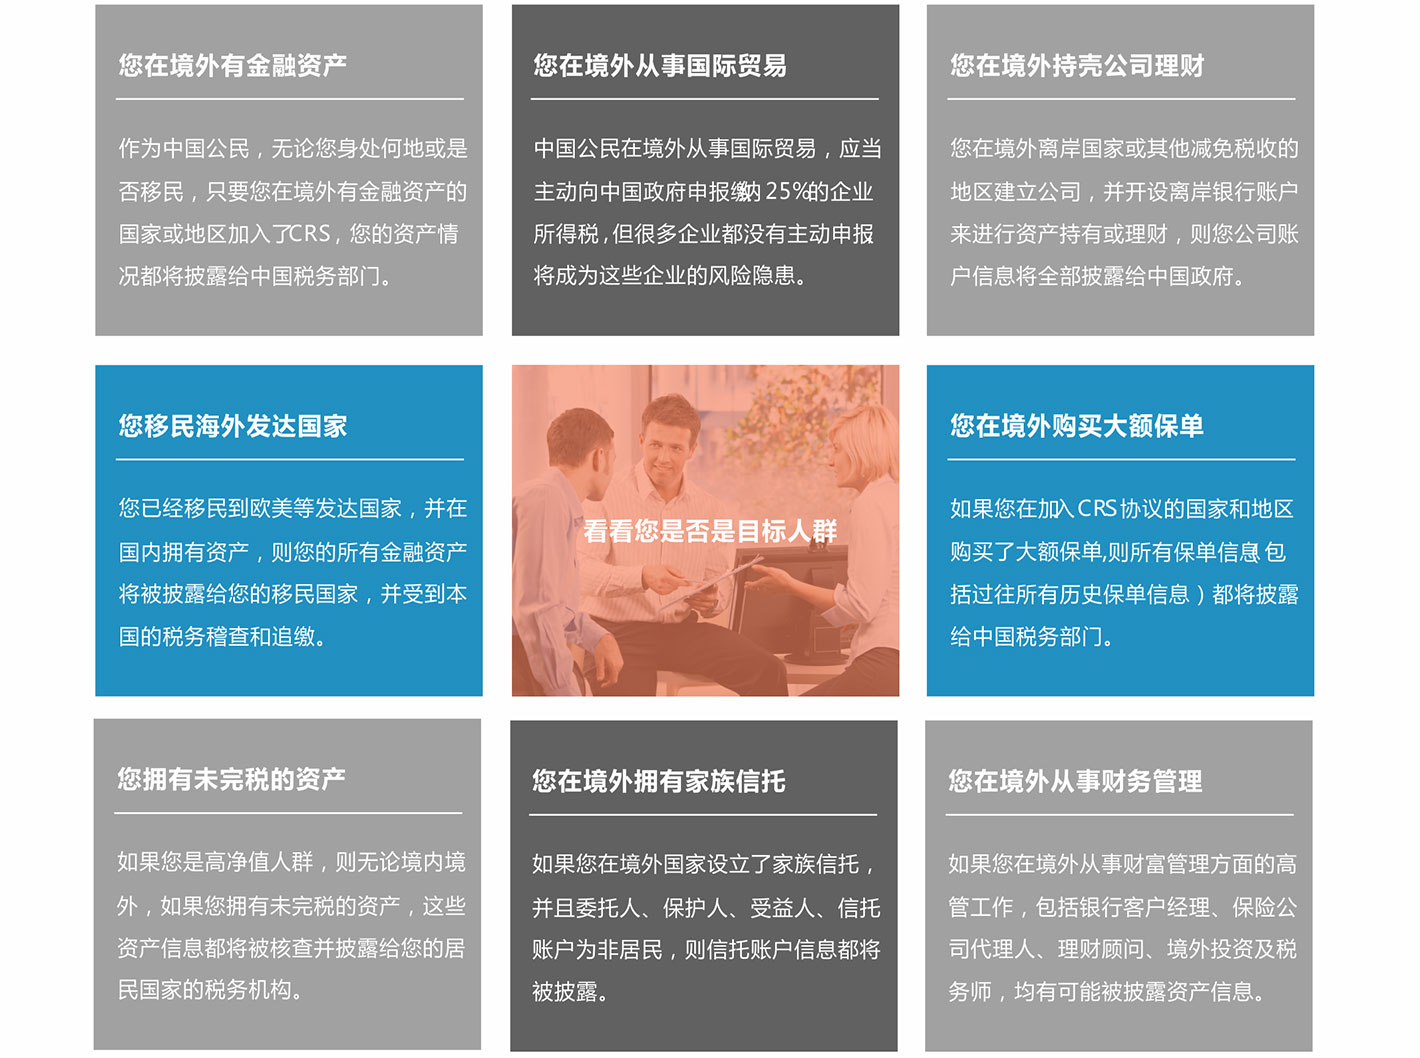 您在境外有金融资产
作为中国公民，无论您身处何地或是
否移民，只要您在境外有金融资产的
国家或地区加入了CRS，您的资产情
况都将披露给中国税务部门。
您在境外从事国际贸易
中国公民在境外从事国际贸易，应当
主动向中国政府申报缴纳 25%的企业
所得税，但很多企业都没有主动申报，
将成为这些企业的风险隐患。
您在境外持壳公司理财
您在境外离岸国家或其他减免税收的
地区建立公司，并开设离岸银行账户
来进行资产持有或理财，则您公司账
户信息将全部披露给中国政府。
您移民海外发达国家
您已经移民到欧美等发达国家，并在
国内拥有资产，则您的所有金融资产
将被披露给您的移民国家，并受到本
国的税务稽查和追缴。
看看您是否是目标人群
您在境外购买大额保单
如果您在加入CRS协议的国家和地区
购买了大额保单,则所有保单信息（包
括过往所有历史保单信息）都将披露
给中国税务部门。
您拥有未完税的资产
如果您是高净值人群，则无论境内境
外，如果您拥有未完税的资产，这些
资产信息都将被核查并披露给您的居
民国家的税务机构。
您在境外拥有家族信托
如果您在境外国家设立了家族信托，
并且委托人、保护人、受益人、信托
账户为非居民，则信托账户信息都将
被披露。
您在境外从事财务管理
如果您在境外从事财富管理方面的高
管工作，包括银行客户经理、保险公
司代理人、理财顾问、境外投资及税
务师，均有可能被披露资产信息。